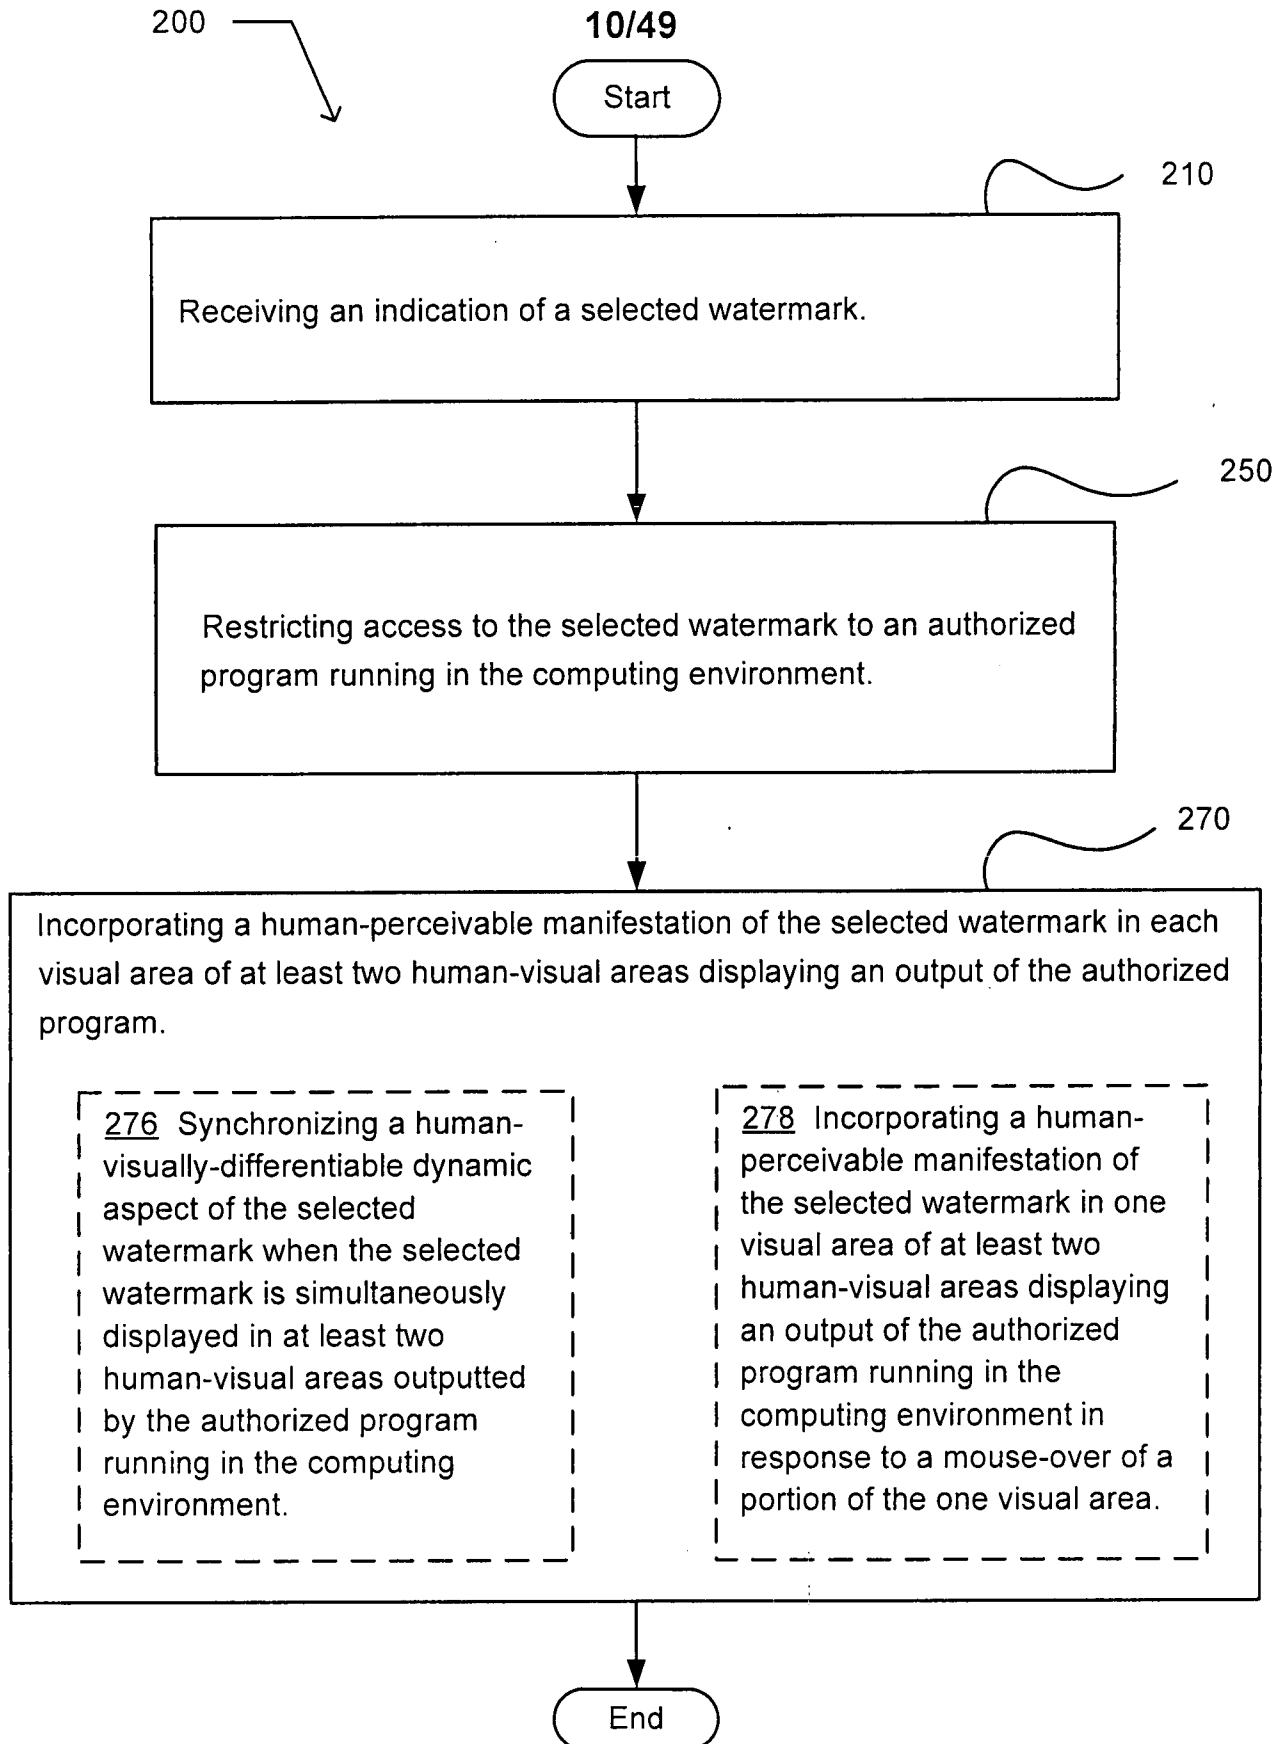 200
10/49
Start
210
Receiving an indication of a selected watermark.
250
Restricting access to the selected watermark to an authorized
program running in the computing environment.
270
Incorporating a human-perceivable manifestation of the selected watermark in each
visual area of at least two human-visual areas displaying an output of the authorized
program.
276 Synchronizing a human-
visually-differentiable dynamic
aspect of the selected
watermark when the selected
watermark is simultaneously
displayed in at least two
human-visual areas outputted
by the authorized program
running in the computing
environment.
278 Incorporating a human-
perceivable manifestation of
the selected watermark in one
visual area of at least two
human-visual areas displaying
an output of the authorized
program running in the
computing environment in
response to a mouse-over of a
portion of the one visual area.
End